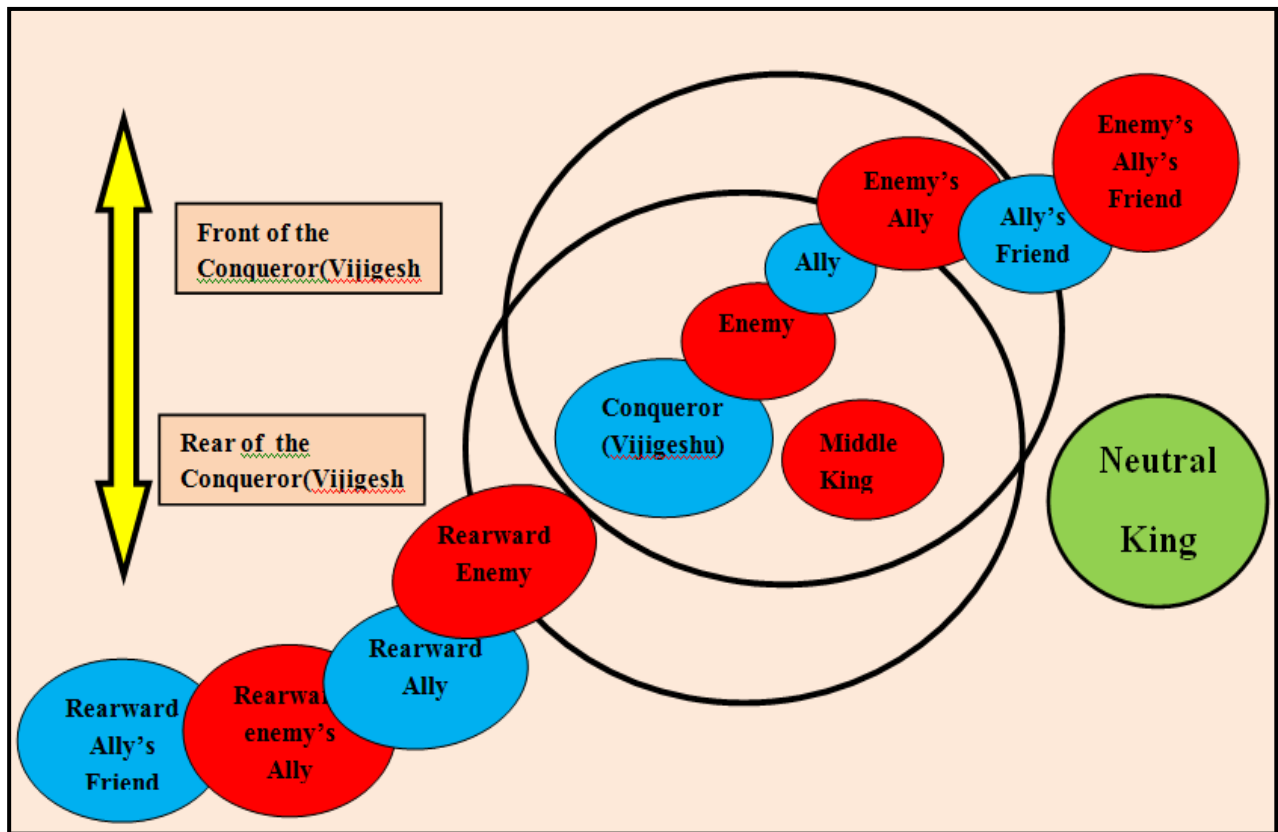 Enemy’s
Ally’s
Friend
Enemy’s
Ally
Ally’s
Friend
Ally
Front of the
Conqueror(Vijigesh
Enemy
Conqueror
(Vijigeshu)
Middle
King
Neutral
King
Rear of the
Conqueror(Vijigesh
Rearward
Enemy
Rearward
Ally
Rearwar
enemy’s
Ally
Rearward
Ally’s
Friend